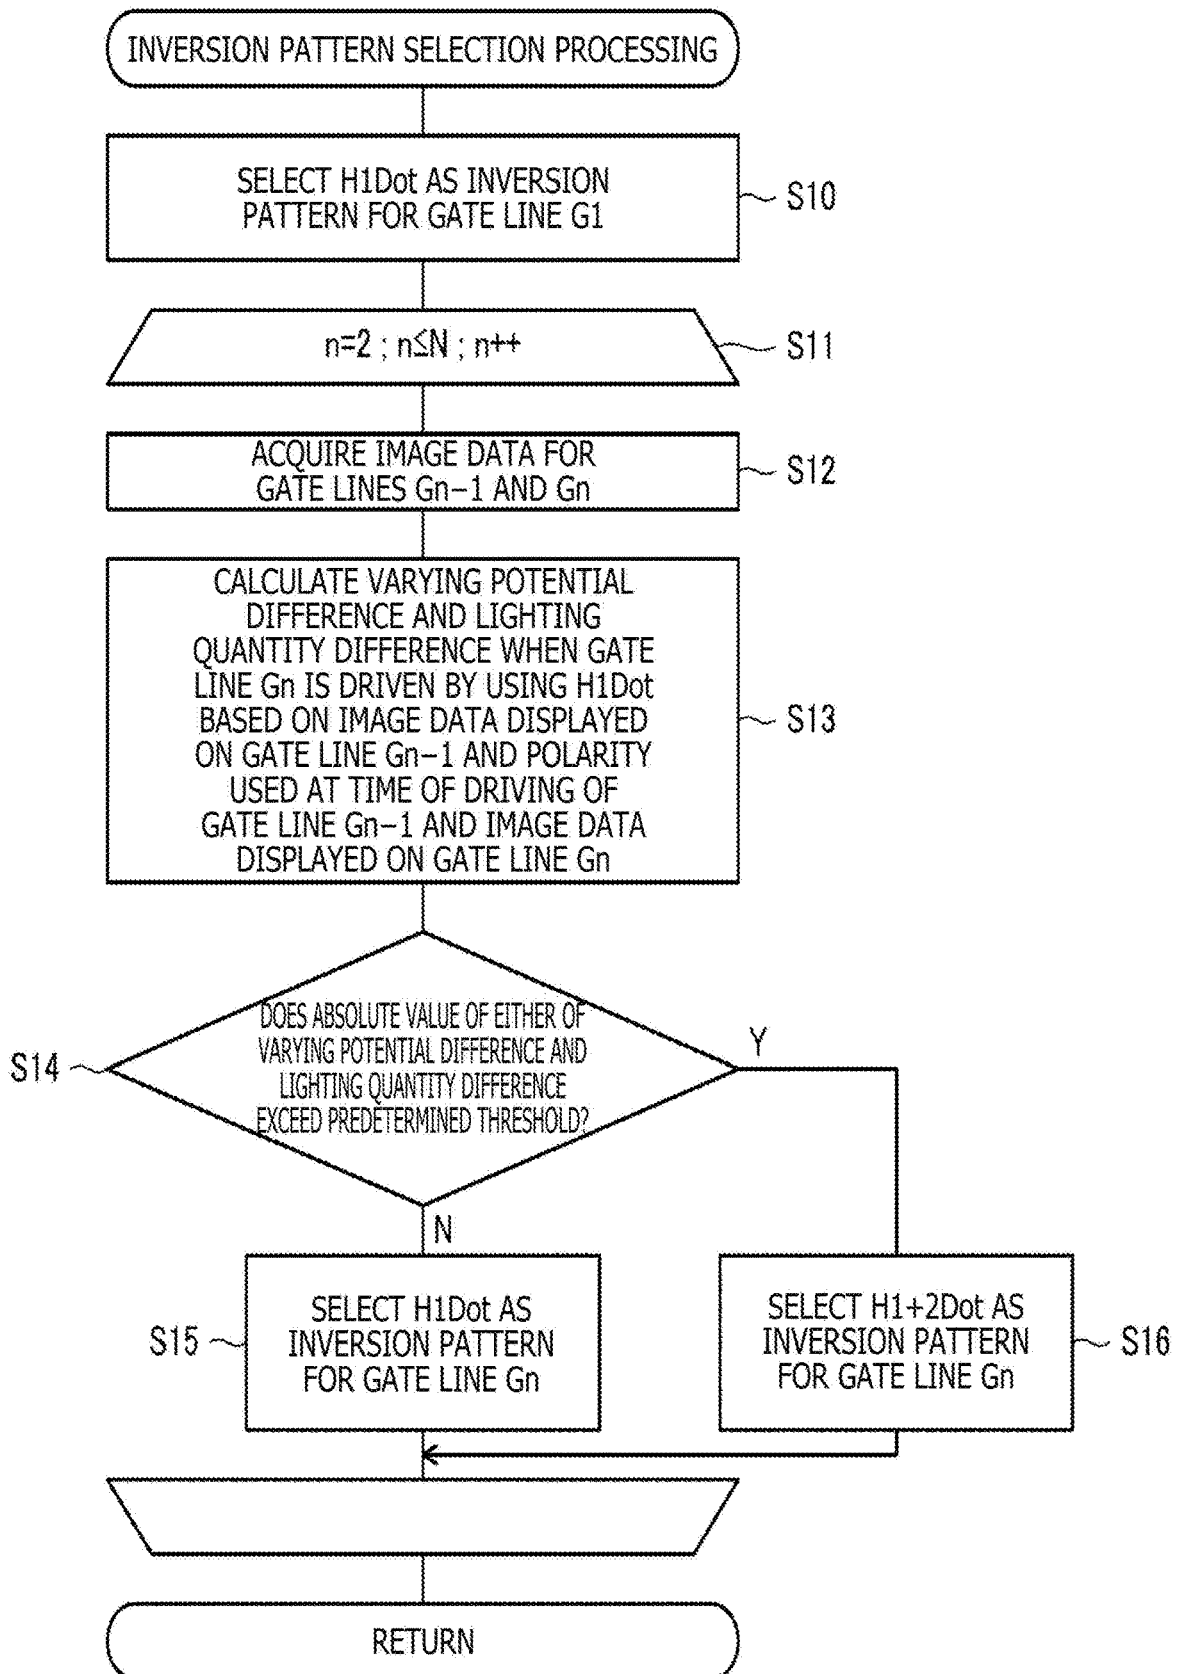 INVERSION PATTERN SELECTION PROCESSING
SELECT H1Dot AS INVERSION
PATTERN FOR GATE LINE G1
S10
n=2 ; n≤N ; n++
S11
ACQUIRE IMAGE DATA FOR
GATE LINES Gn−1 AND Gn
S12
CALCULATE VARYING POTENTIAL
DIFFERENCE AND LIGHTING
QUANTITY DIFFERENCE WHEN GATE
LINE Gn IS DRIVEN BY USING H1Dot
BASED ON IMAGE DATA DISPLAYED
ON GATE LINE Gn−1 AND POLARITY
USED AT TIME OF DRIVING OF
GATE LINE Gn−1 AND IMAGE DATA
DISPLAYED ON GATE LINE Gn
S13
DOES ABSOLUTE VALUE OF EITHER OF
VARYING POTENTIAL DIFFERENCE AND
LIGHTING QUANTITY DIFFERENCE
EXCEED PREDETERMINED THRESHOLD?
S14
Y
N
SELECT H1Dot AS
INVERSION PATTERN
FOR GATE LINE Gn
S15
SELECT H1+2Dot AS
INVERSION PATTERN
FOR GATE LINE Gn
S16
RETURN